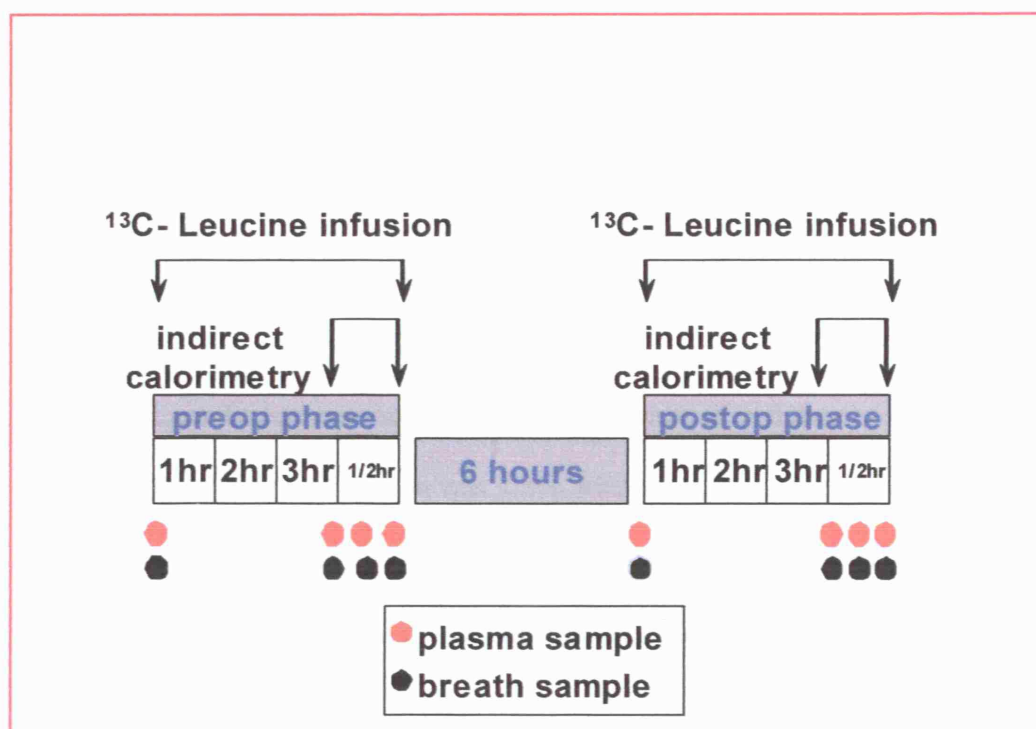 ¹³C- Leucine infusion
¹³C- Leucine infusion
indirect
calorimetry
indirect
calorimetry
preop phase
postop phase
1hr 2hr 3hr 1/2hr
6 hours
1hr 2hr 3hr 1/2hr
plasma sample
breath sample